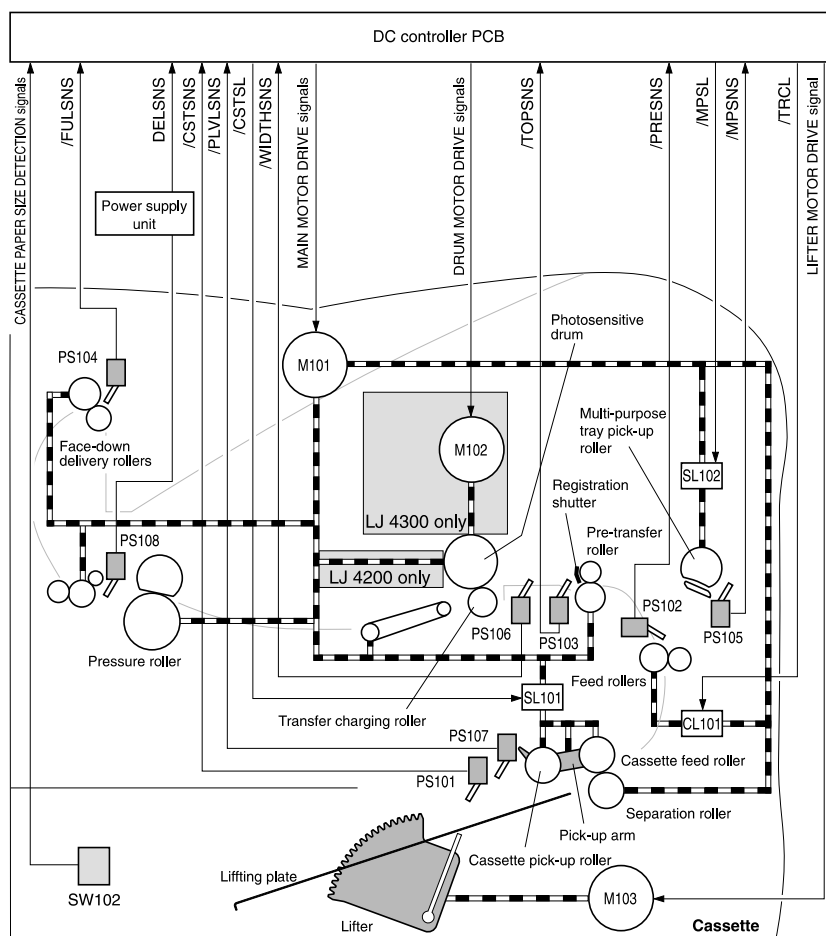 DC controller PCB
CASSETTE PAPER SIZE DETECTION signals
/FULSNS
DELSNS
/CSTSNS
/PLVLSNS
/CSTSL
/WIDTHSNS
MAIN MOTOR DRIVE signals
DRUM MOTOR DRIVE signals
/TOPSNS
/PRESNS
/MPSL
/MPSNS
/TRCL
LIFTER MOTOR DRIVE signal
Power supply
unit
Photosensitive
drum
PS104
M101
Multi-purpose
tray pick-up
roller
M102
Face-down
delivery rollers
SL102
Registration
shutter
LJ 4300 only
Pre-transfer
roller
PS108
LJ 4200 only
PS102
PS106
PS103
PS105
Pressure roller
Feed rollers
SL101
Transfer charging roller
CL101
PS107
Cassette feed roller
PS101
Separation roller
Pick-up arm
Cassette pick-up roller
Liffting plate
SW102
M103
Lifter
Cassette